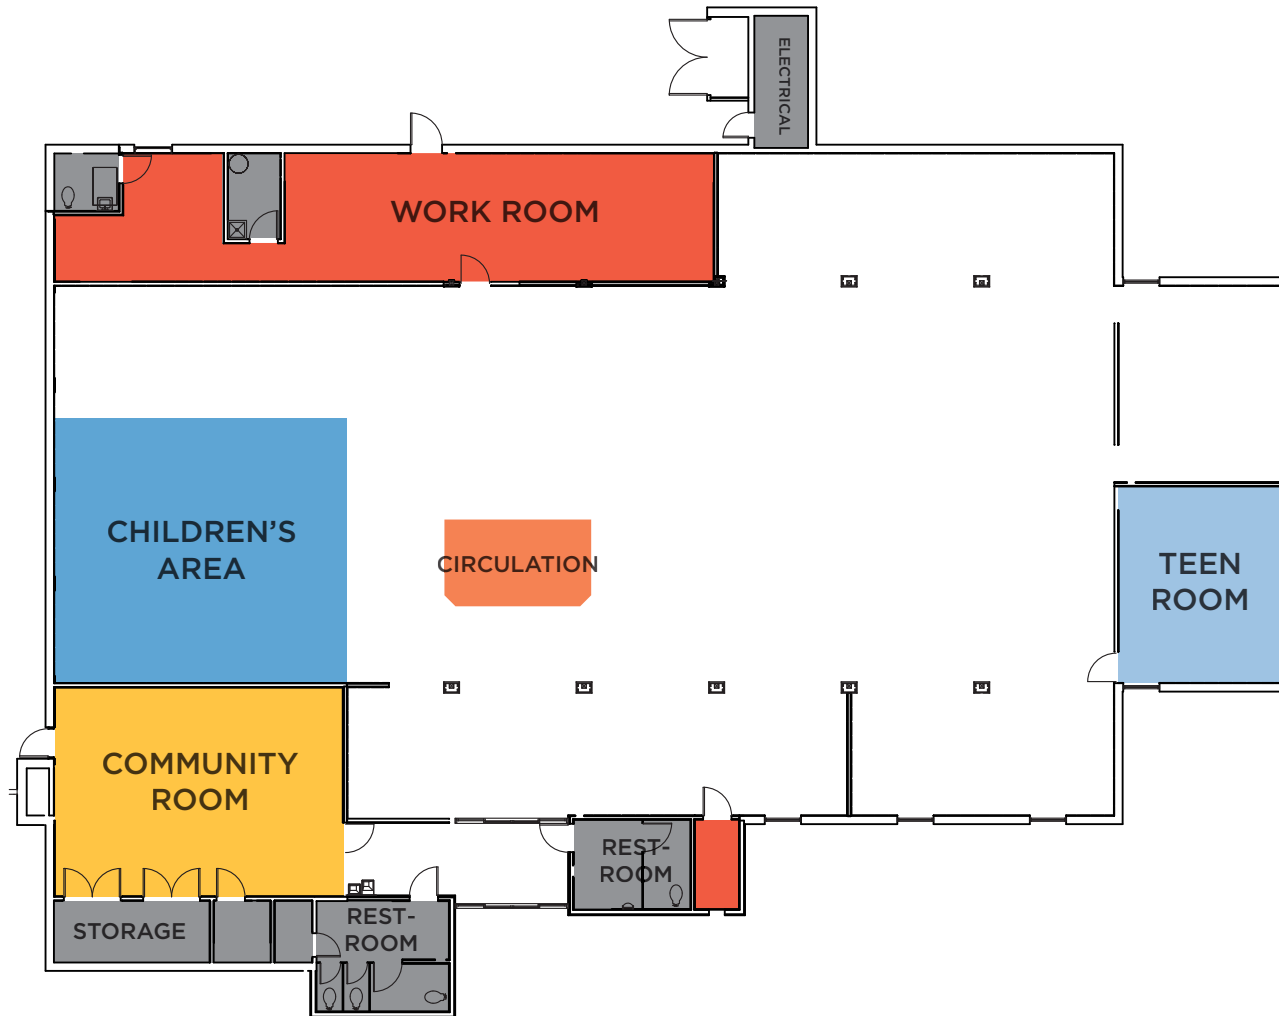 ELECTRICAL
WORK ROOM
CHILDREN'S
AREA
CIRCULATION
TEEN
ROOM
COMMUNITY
ROOM
REST-
ROOM
STORAGE
REST-
ROOM